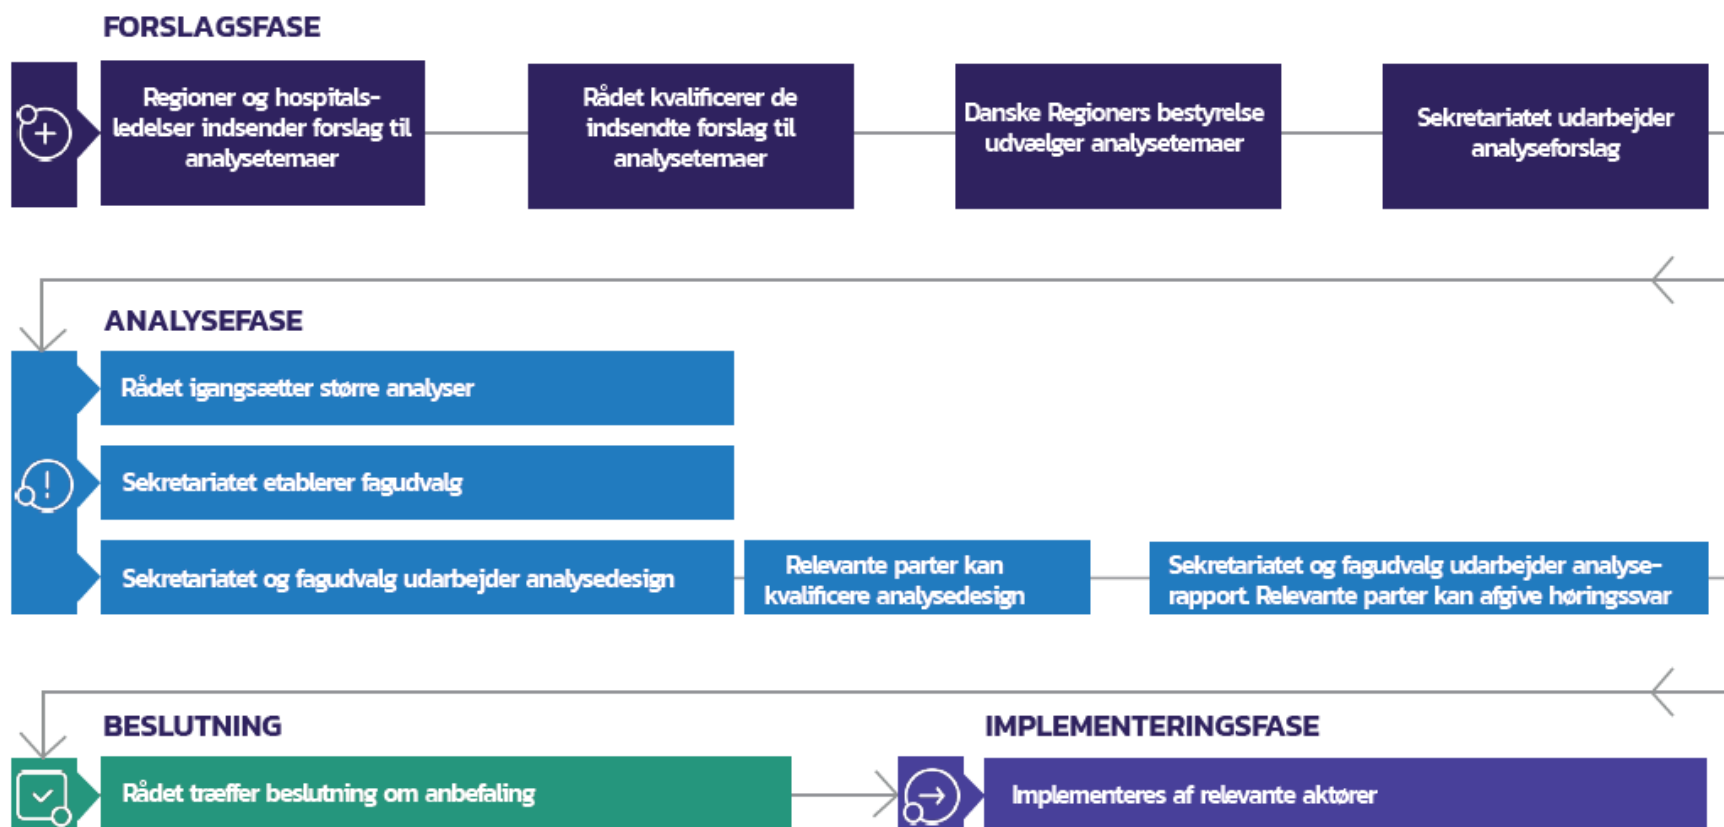 FORSLAGSFASE
Regioner og hospitals-
ledelser indsender forslag til
analysetemaer
Rådet kvalificerer de
indsendte forslag til
analysetemaer
Danske Regioners bestyrelse
udvælger analysetemaer
Sekretariatet udarbejder
analyseforslag
ANALYSEFASE
Rådet igangsætter større analyser
Sekretariatet etablerer fagudvalg
Sekretariatet og fagudvalg udarbejder analysedesign
Relevante parter kan
kvalificere analysedesign
Sekretariatet og fagudvalg udarbejder analyse-
rapport. Relevante parter kan afgive høringssvar
BESLUTNING
Rådet træffer beslutning om anbefaling
IMPLEMENTERINGSFASE
Implementeres af relevante aktører